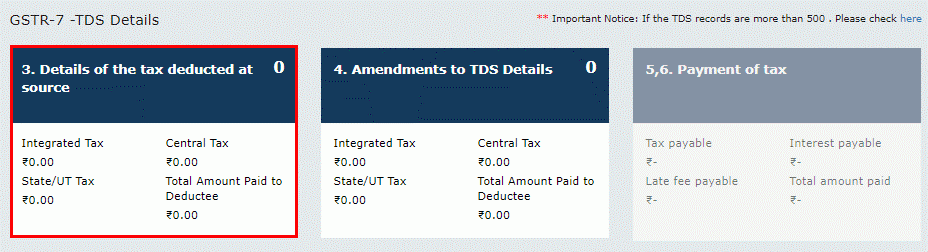 GSTR-7 -TDS Details
** Important Notice: If the TDS records are more than 500 . Please check here
3. Details of the tax deducted at source 0
Integrated Tax Central Tax
₹0.00 ₹0.00
State/UT Tax Total Amount Paid to Deductee
₹0.00 ₹0.00
4. Amendments to TDS Details 0
Integrated Tax Central Tax
₹0.00 ₹0.00
State/UT Tax Total Amount Paid to Deductee
₹0.00 ₹0.00
5,6. Payment of tax
Tax payable Interest payable
₹- ₹-
Late fee payable Total amount paid
₹- ₹-